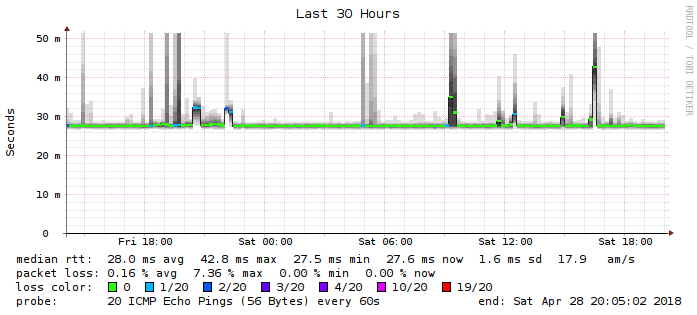 Last 30 Hours
RRDTOOL / TOBI OETIKER
Seconds
50 m
40 m
30 m
20 m
10 m
0
Fri 18:00 Sat 00:00 Sat 06:00 Sat 12:00 Sat 18:00
median rtt: 28.0 ms avg 42.8 ms max 27.5 ms min 27.6 ms now 1.6 ms sd 17.9 am/s
packet loss: 0.16 % avg 7.36 % max 0.00 % min 0.00 % now
loss color: 0 1/20 2/20 3/20 4/20 10/20 19/20
probe: 20 ICMP Echo Pings (56 Bytes) every 60s end: Sat Apr 28 20:05:02 2018